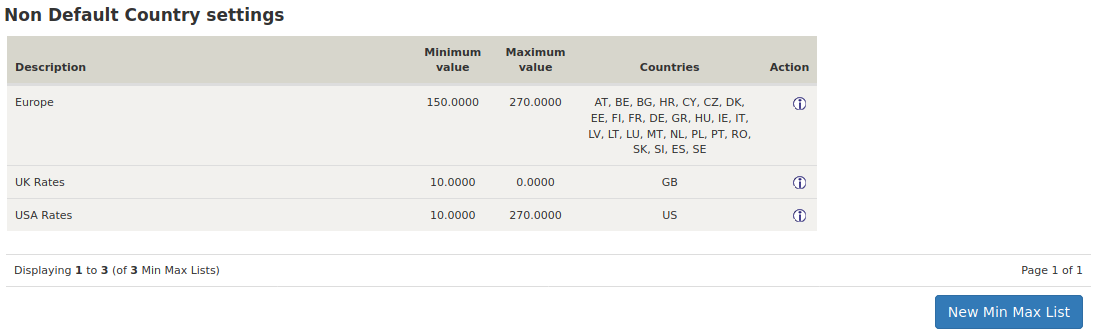 Non Default Country settings
Description Minimum value Maximum value Countries Action
Europe 150.0000 270.0000 AT, BE, BG, HR, CY, CZ, DK,
EE, FI, FR, DE, GR, HU, IE, IT,
LV, LT, LU, MT, NL, PL, PT, RO,
SK, SI, ES, SE
UK Rates 10.0000 0.0000 GB
USA Rates 10.0000 270.0000 US
Displaying 1 to 3 (of 3 Min Max Lists) Page 1 of 1
New Min Max List